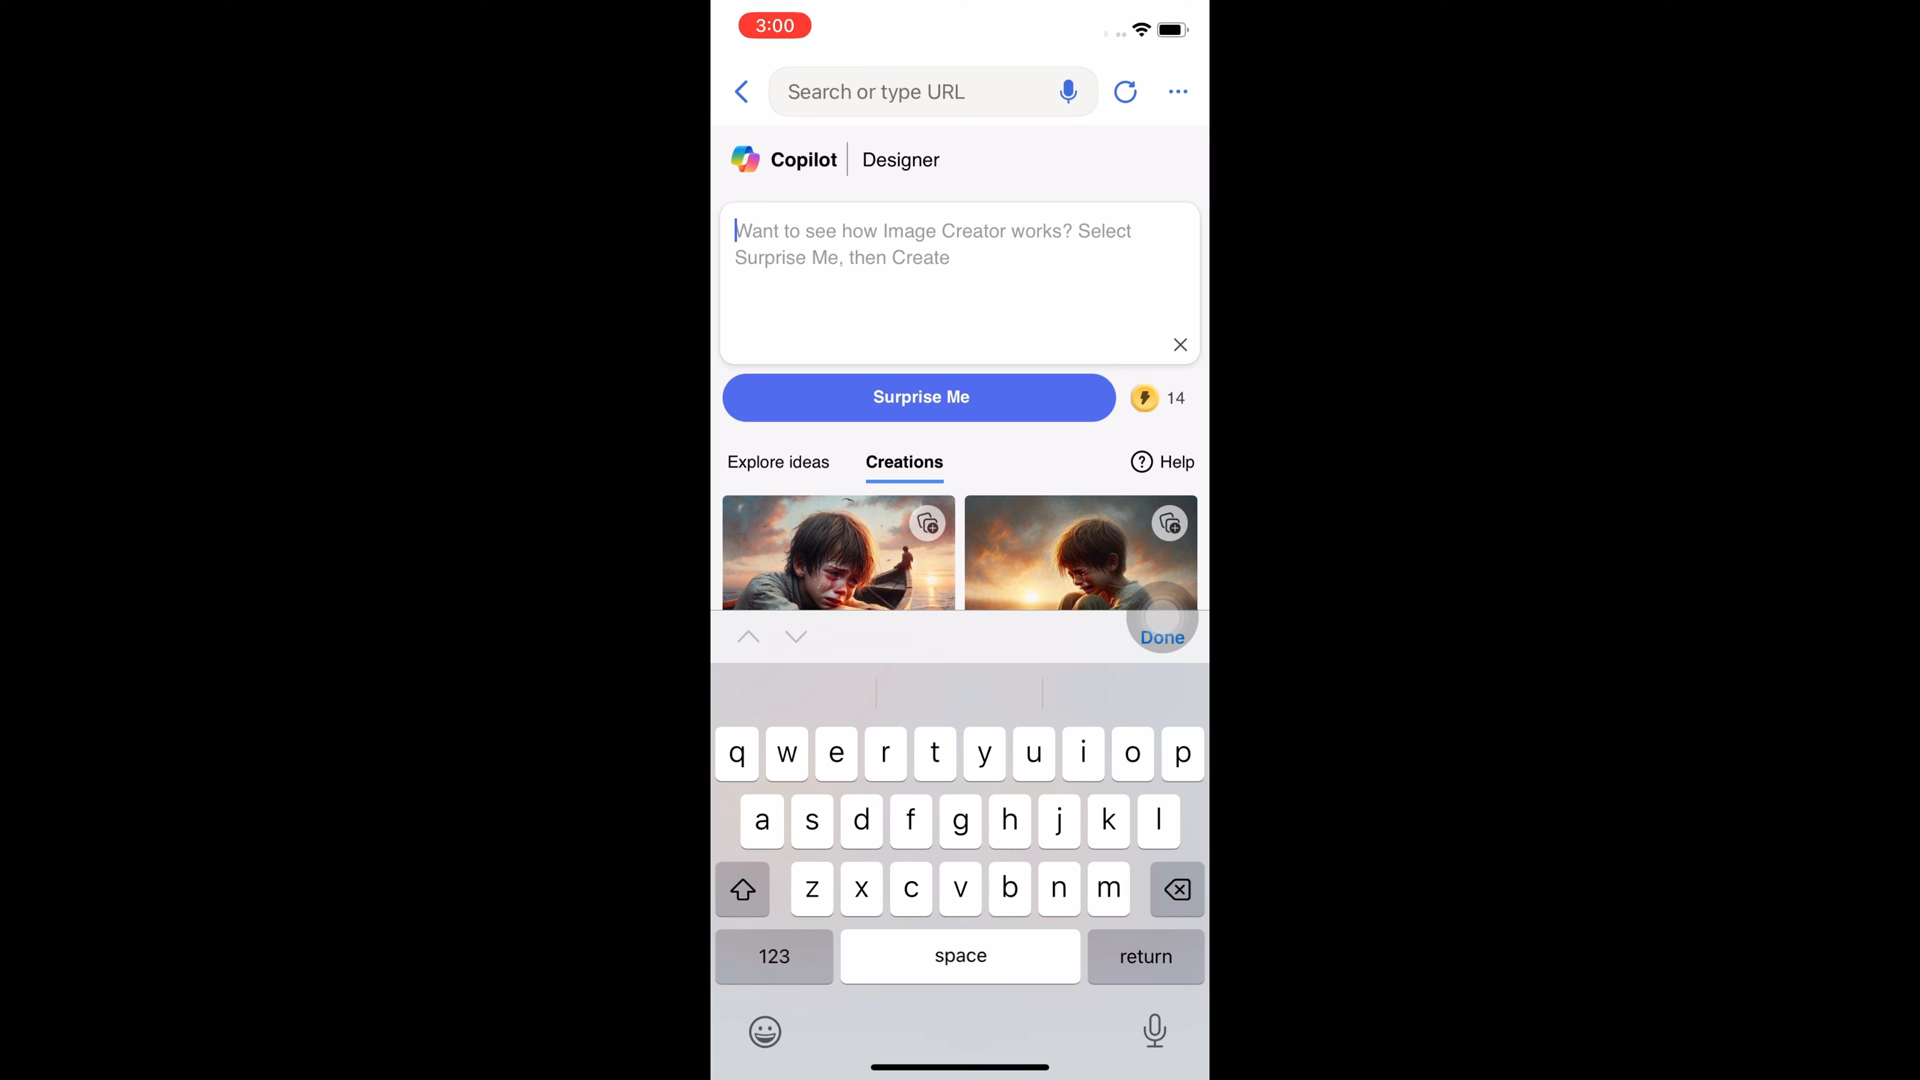 3:00
Search or type URL
Copilot | Designer
Want to see how Image Creator works? Select
Surprise Me, then Create
Surprise Me
14
Explore ideas
Creations
Help
Done
q w e r t y u i o p
a s d f g h j k l
z x c v b n m
123
space
return